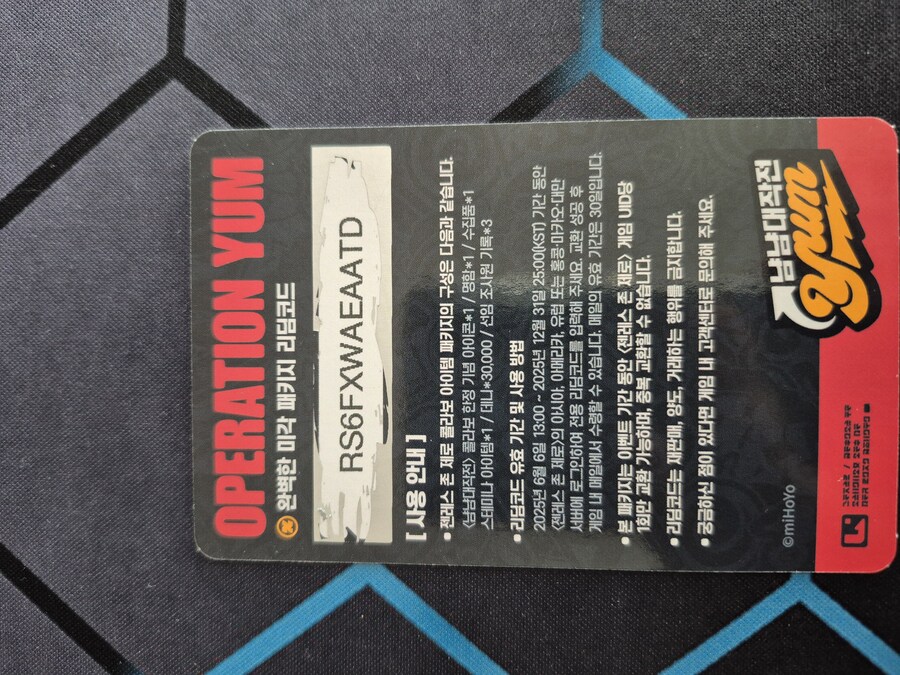 OPERATION YUM
완벽한 미각 패키지 리딤코드
RS6FXWAEAATD
[ 사용 안내 ]
• 젠레스 존 제로 콜라보 아이템 패키지의 구성은 다음과 같습니다.
<냠냠대작전> 콜라보 한정 기념 아이콘*1 / 명함*1 / 수집품*1
스태미나 아이템*1 / 데니*30,000 / 선임 조사원 기록*3
• 리딤코드 유효 기간 및 사용 방법
2025년 6월 6일 13:00 ~ 2025년 12월 31일 25:00(KST) 기간 동안
<젠레스 존 제로>의 아시아, 아메리카, 유럽 또는 홍콩·마카오·대만
서버에 로그인하여 전용 리딤코드를 입력해 주세요. 교환 성공 후
게임 내 메일에서 수령할 수 있습니다. 메일의 유효 기간은 30일입니다.
• 본 패키지는 이벤트 기간 동안 <젠레스 존 제로> 게임 UID당
1회만 교환 가능하며, 중복 교환할 수 없습니다.
• 리딤코드는 재판매, 양도, 거래하는 행위를 금지합니다.
• 궁금하신 점이 있다면 게임 내 고객센터로 문의해 주세요.
©miHoYo
냠냠대작전
Yum